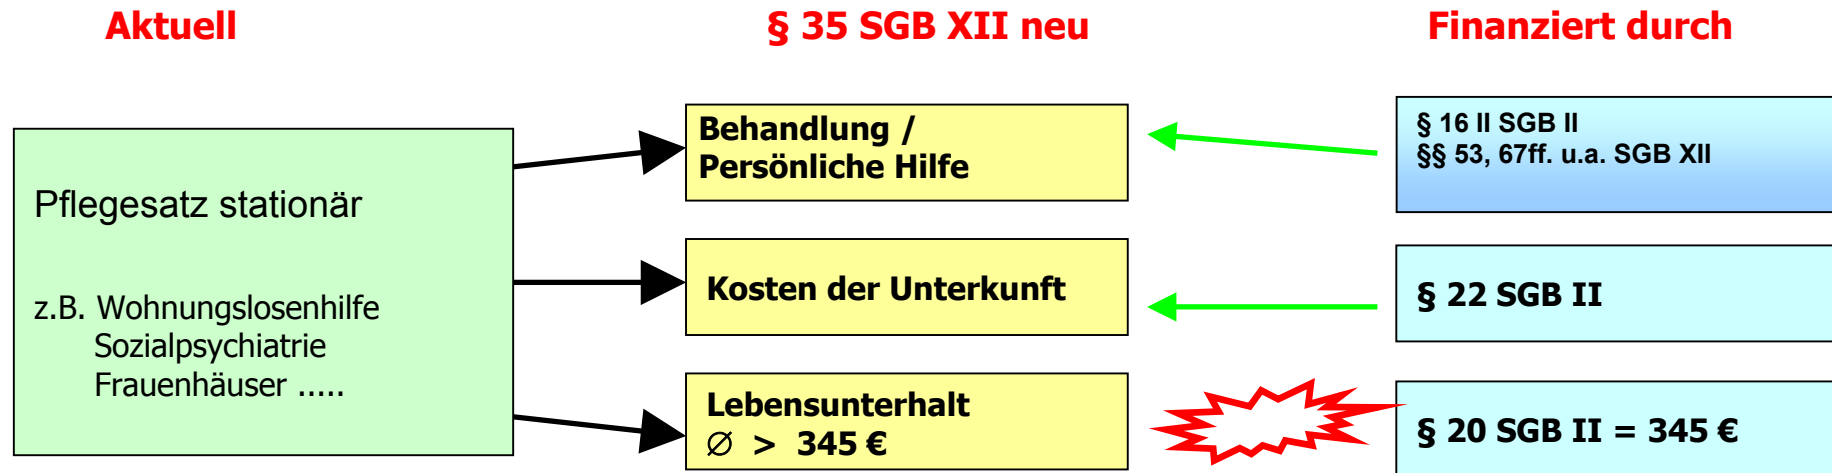 Aktuell
§ 35 SGB XII neu
Finanziert durch
Pflegesatz stationär
z.B. Wohnungslosenhilfe
Sozialpsychiatrie
Frauenhäuser .....
Behandlung /
Persönliche Hilfe
Kosten der Unterkunft
Lebensunterhalt
∅ > 345 €
§ 16 II SGB II
§§ 53, 67ff. u.a. SGB XII
§ 22 SGB II
§ 20 SGB II = 345 €